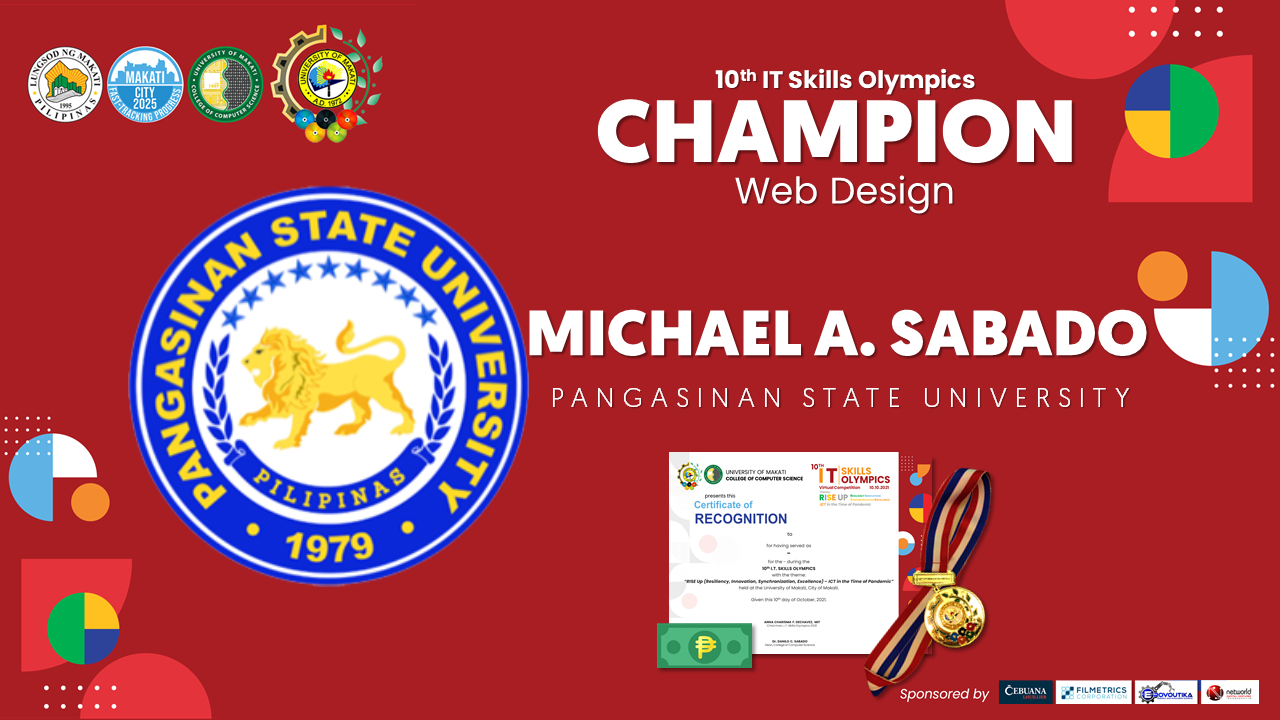 LUNGSOD NG MAKATI
PILIPINAS
1995
MAKATI
CITY
2025
FAST-TRACKING PROGRESS
UNIVERSITY OF MAKATI
COLLEGE OF COMPUTER SCIENCE
UNIVERSITY OF MAKATI
A.D. 1972
10th IT Skills Olympics
CHAMPION
Web Design
PANGASINAN STATE UNIVERSITY
PILIPINAS
1979
MICHAEL A. SABADO
PANGASINAN STATE UNIVERSITY
UNIVERSITY OF MAKATI
COLLEGE OF COMPUTER SCIENCE
10TH
IT SKILLS
OLYMPICS
Virtual Competition 10.10.2021
RISE UP
ICT in the Time of Pandemic
presents this
Certificate of
RECOGNITION
to
for having served as
–
for the - during the
10th I.T. SKILLS OLYMPICS
with the theme:
"RISE Up (Resiliency, Innovation, Synchronization, Excellence) – ICT in the Time of Pandemic"
held at the University of Makati, City of Makati.
Given this 10th day of October, 2021.
Sponsored by
CEBUANA
LHUILLIER
FILMETRICS
CORPORATION
EDOVOUTIKA
networld